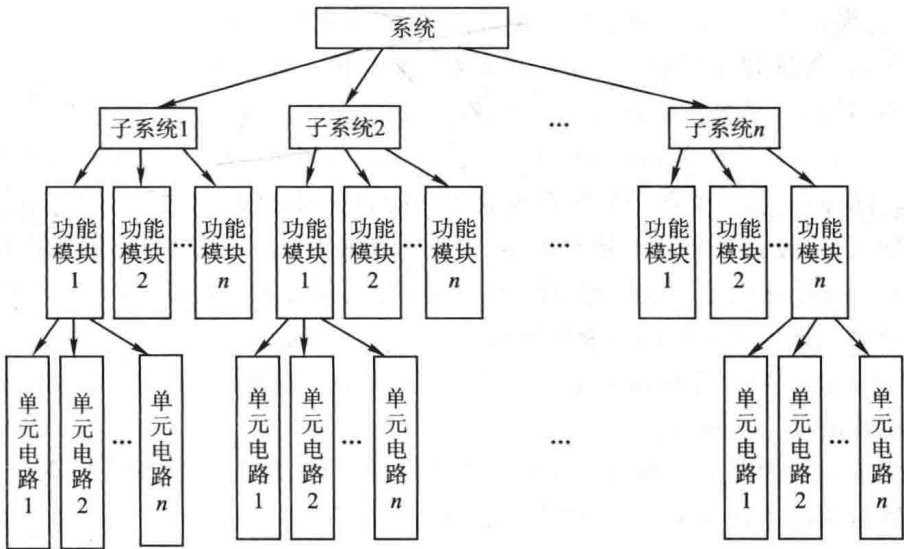 系统
子系统1
子系统2
...
子系统n
功能
模块
1
功能
模块
2
...
功能
模块
n
功能
模块
1
功能
模块
2
...
功能
模块
n
...
功能
模块
1
功能
模块
2
...
功能
模块
n
单元电路1
单元电路2
...
单元电路n
单元电路1
单元电路2
...
单元电路n
...
单元电路1
单元电路2
...
单元电路n